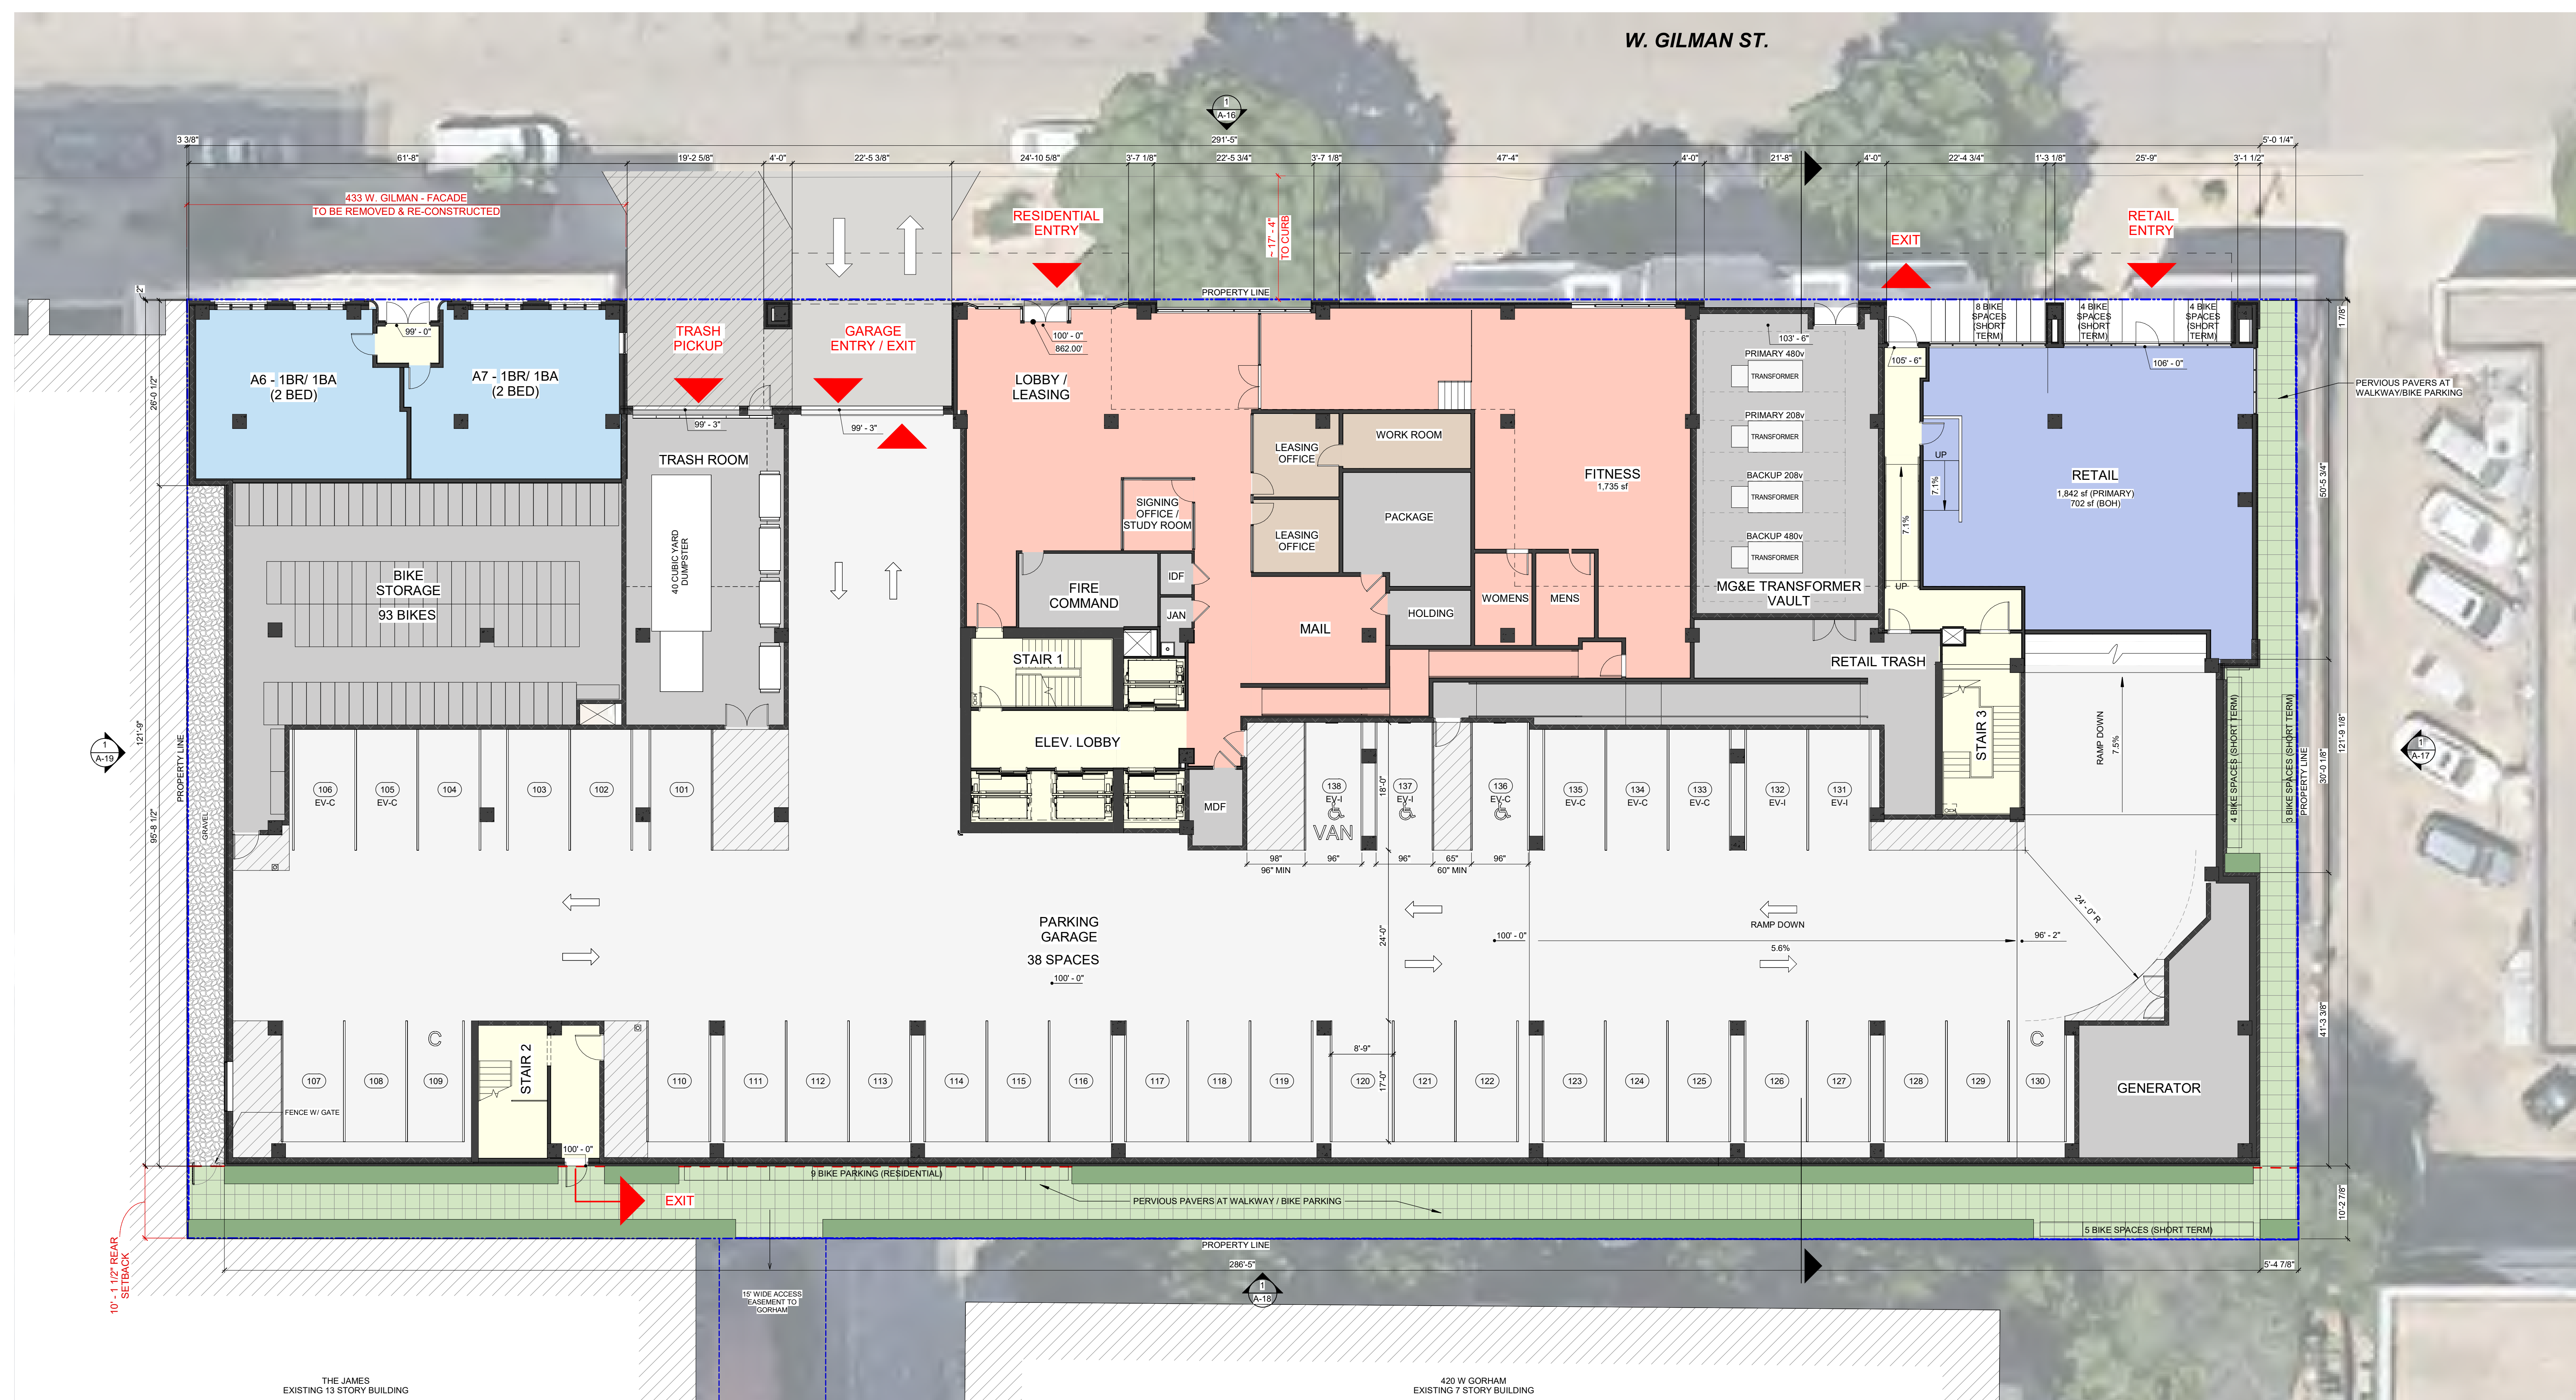 W. GILMAN ST.
1
A-16
291'-5"
3 3/8"
5'-0 1/4"
61'-8"
19'-2 5/8"
4'-0"
22'-5 3/8"
24'-10 5/8"
3'-7 1/8"
22'-5 3/4"
3'-7 1/8"
47'-4"
4'-0"
21'-8"
4'-0"
22'-4 3/4"
1'-3 1/8"
25'-9"
3'-1 1/2"
433 W. GILMAN - FACADE
TO BE REMOVED & RE-CONSTRUCTED
RESIDENTIAL
ENTRY
~ 17' - 4"
TO CURB
EXIT
RETAIL
ENTRY
PROPERTY LINE
2"
1 7/8"
99' - 0"
A6 - 1BR/ 1BA
(2 BED)
A7 - 1BR/ 1BA
(2 BED)
TRASH
PICKUP
GARAGE
ENTRY / EXIT
99' - 3"
99' - 3"
100' - 0"
862.00'
LOBBY /
LEASING
LEASING
OFFICE
WORK ROOM
SIGNING
OFFICE /
STUDY ROOM
LEASING
OFFICE
PACKAGE
FITNESS
1,735 sf
103' - 6"
PRIMARY 480v
TRANSFORMER
PRIMARY 208v
TRANSFORMER
BACKUP 208v
TRANSFORMER
BACKUP 480v
TRANSFORMER
MG&E TRANSFORMER
VAULT
105' - 6"
8 BIKE
SPACES
(SHORT
TERM)
4 BIKE
SPACES
(SHORT
TERM)
4 BIKE
SPACES
(SHORT
TERM)
106' - 0"
UP
7.1%
7.1%
UP
RETAIL
1,842 sf (PRIMARY)
702 sf (BOH)
PERVIOUS PAVERS AT
WALKWAY/BIKE PARKING
26'-0 1/2"
50'-5 3/4"
TRASH ROOM
40 CUBIC YARD
DUMPSTER
BIKE
STORAGE
93 BIKES
FIRE
COMMAND
IDF
JAN
MAIL
HOLDING
WOMENS
MENS
STAIR 1
ELEV. LOBBY
MDF
RETAIL TRASH
STAIR 3
RAMP DOWN
7.5%
4 BIKE SPACES (SHORT TERM)
3 BIKE SPACES (SHORT TERM)
PROPERTY LINE
30'-0 1/8"
121'-9 1/8"
1
A-17
1
A-19
121'-9"
95'-8 1/2"
PROPERTY LINE
GRAVEL
106
EV-C
105
EV-C
104
103
102
101
138
EV-I
VAN
137
EV-I
136
EV-C
135
EV-C
134
EV-C
133
EV-C
132
EV-I
131
EV-I
18'-0"
98"
96" MIN
96"
96"
65"
60" MIN
96"
24'-0"
PARKING
GARAGE
38 SPACES
100' - 0"
100' - 0"
RAMP DOWN
5.6%
96' - 2"
24' - 0" R
41'-3 3/8"
C
STAIR 2
C
8'-9"
17'-0"
107
108
109
110
111
112
113
114
115
116
117
118
119
120
121
122
123
124
125
126
127
128
129
130
GENERATOR
FENCE W/ GATE
100' - 0"
9 BIKE PARKING (RESIDENTIAL)
EXIT
PERVIOUS PAVERS AT WALKWAY / BIKE PARKING
5 BIKE SPACES (SHORT TERM)
10'-2 7/8"
10' - 1 1/2" REAR
SETBACK
PROPERTY LINE
286'-5"
5'-4 7/8"
1
A-18
15' WIDE ACCESS
EASEMENT TO
GORHAM
THE JAMES
EXISTING 13 STORY BUILDING
420 W GORHAM
EXISTING 7 STORY BUILDING